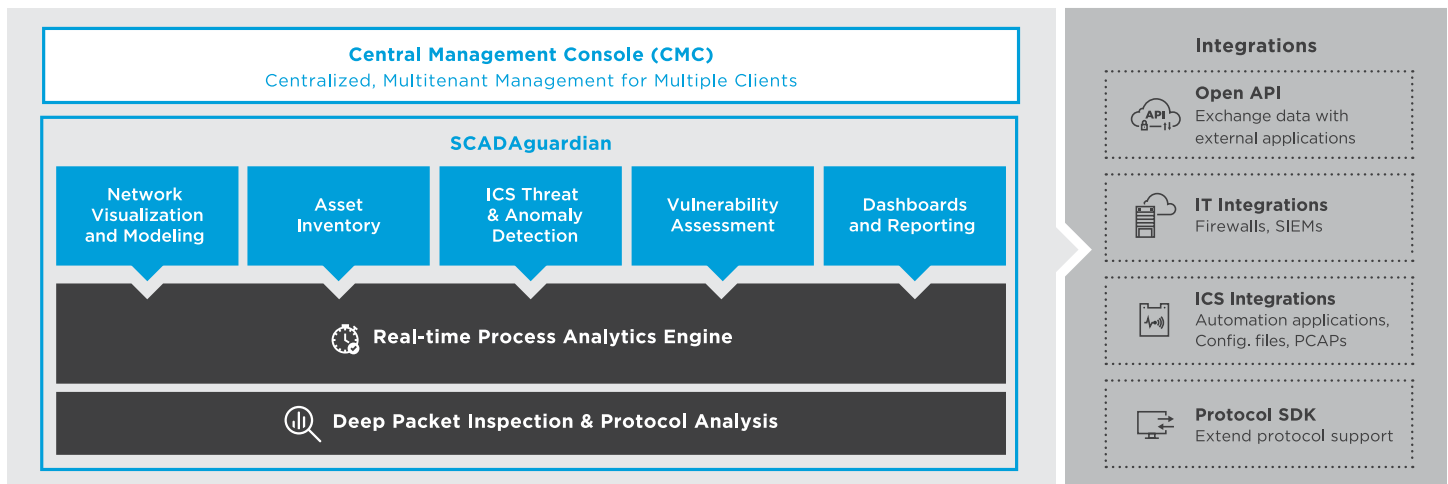 Central Management Console (CMC)
Centralized, Multitenant Management for Multiple Clients
SCADAguardian
Network
Visualization
and Modeling
Asset
Inventory
ICS Threat
& Anomaly
Detection
Vulnerability
Assessment
Dashboards
and Reporting
Real-time Process Analytics Engine
Deep Packet Inspection & Protocol Analysis
Integrations
API
Open API
Exchange data with
external applications
IT Integrations
Firewalls, SIEMs
ICS Integrations
Automation applications,
Config. files, PCAPs
Protocol SDK
Extend protocol support